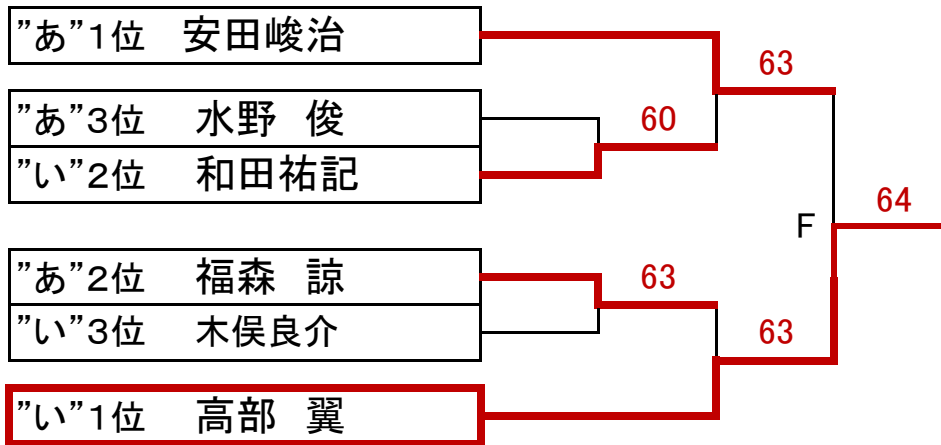 ”あ”1位 安田峻治
63
”あ”3位 水野 俊
60
”い”2位 和田祐記
64
F
”あ”2位 福森 諒
63
”い”3位 木俣良介
63
”い”1位 高部 翼